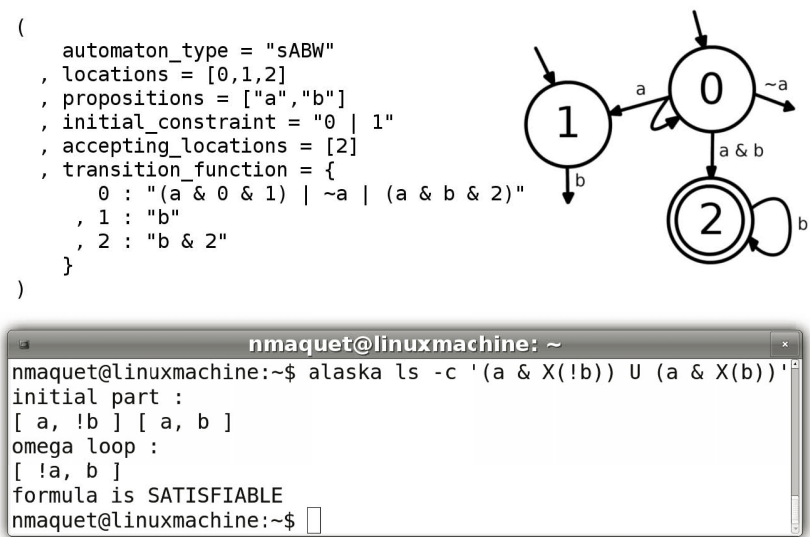 (
automaton_type = "sABW"
, locations = [0,1,2]
, propositions = ["a","b"]
, initial_constraint = "0 | 1"
, accepting_locations = [2]
, transition_function = {
0 : "(a & 0 & 1) | ~a | (a & b & 2)"
, 1 : "b"
, 2 : "b & 2"
}
)
0
~a
a
1
a & b
b
2
b
nmaquet@linuxmachine: ~
nmaquet@linuxmachine:~$ alaska ls -c '(a & X(!b)) U (a & X(b))'
initial part :
[ a, !b ] [ a, b ]
omega loop :
[ !a, b ]
formula is SATISFIABLE
nmaquet@linuxmachine:~$